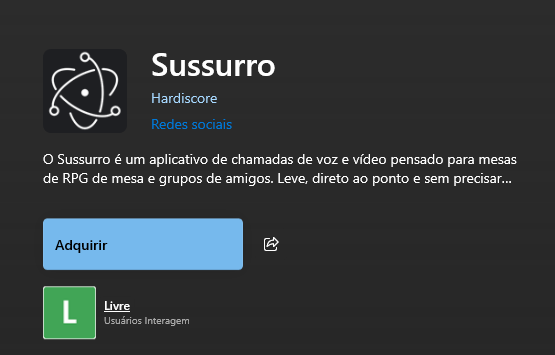 Sussurro
Hardiscore
Redes sociais
O Sussurro é um aplicativo de chamadas de voz e vídeo pensado para mesas
de RPG de mesa e grupos de amigos. Leve, direto ao ponto e sem precisar...
Adquirir
L
Livre
Usuários Interagem